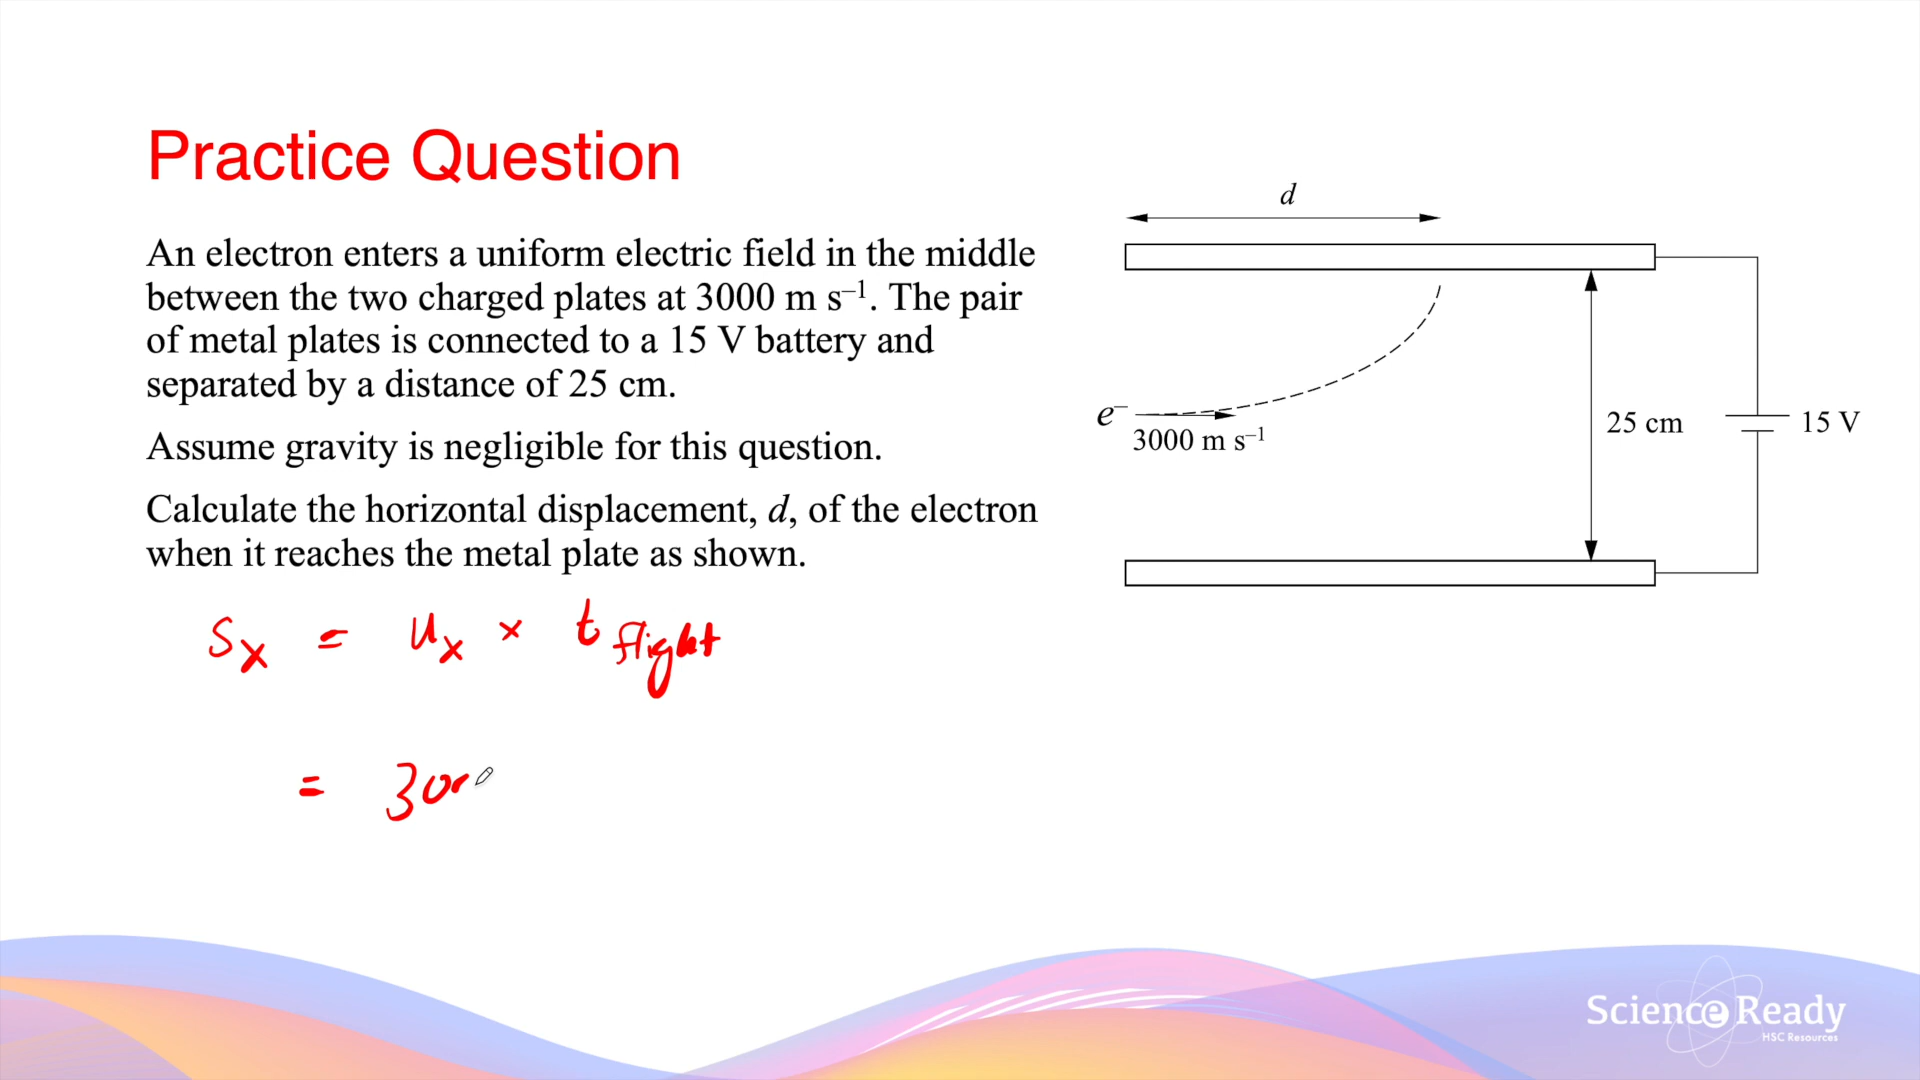 Practice Question
An electron enters a uniform electric field in the middle
between the two charged plates at 3000 m s⁻¹. The pair
of metal plates is connected to a 15 V battery and
separated by a distance of 25 cm.
Assume gravity is negligible for this question.
Calculate the horizontal displacement, d, of the electron
when it reaches the metal plate as shown.
Sx = ux × t flight
= 300
d
e⁻
3000 m s⁻¹
25 cm
15 V
Science Ready
HSC Resources